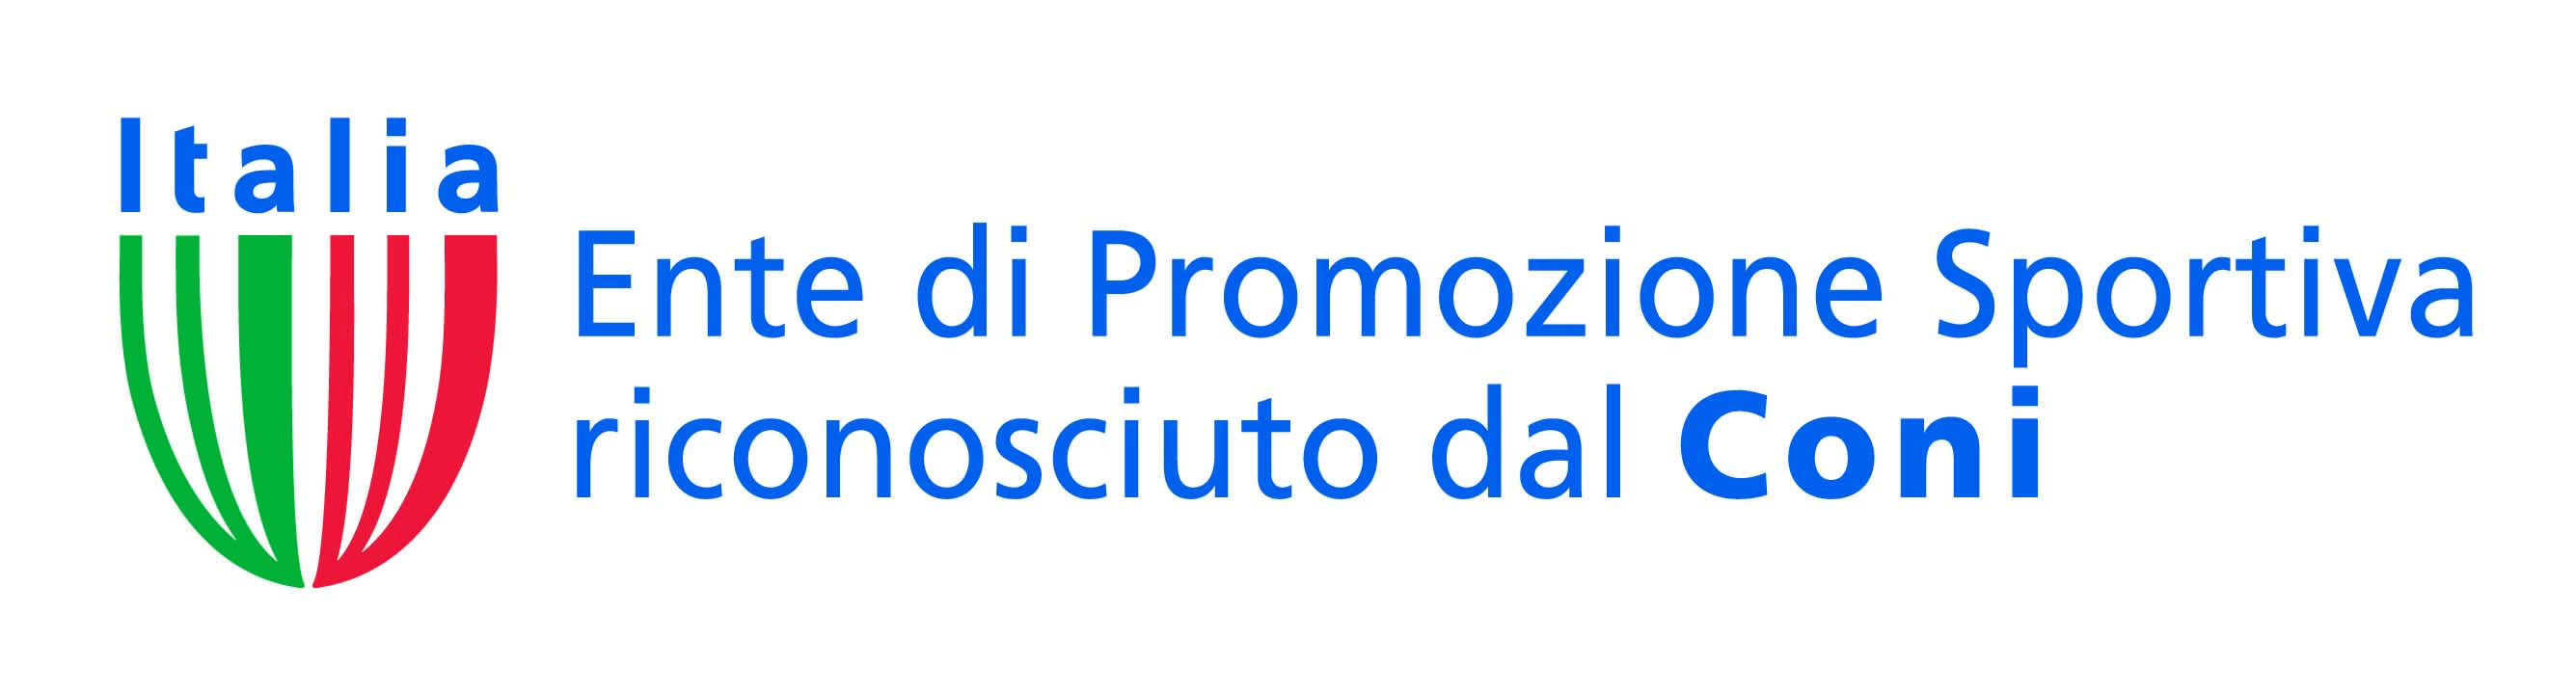 Italia
Ente di Promozione Sportiva
riconosciuto dal Coni